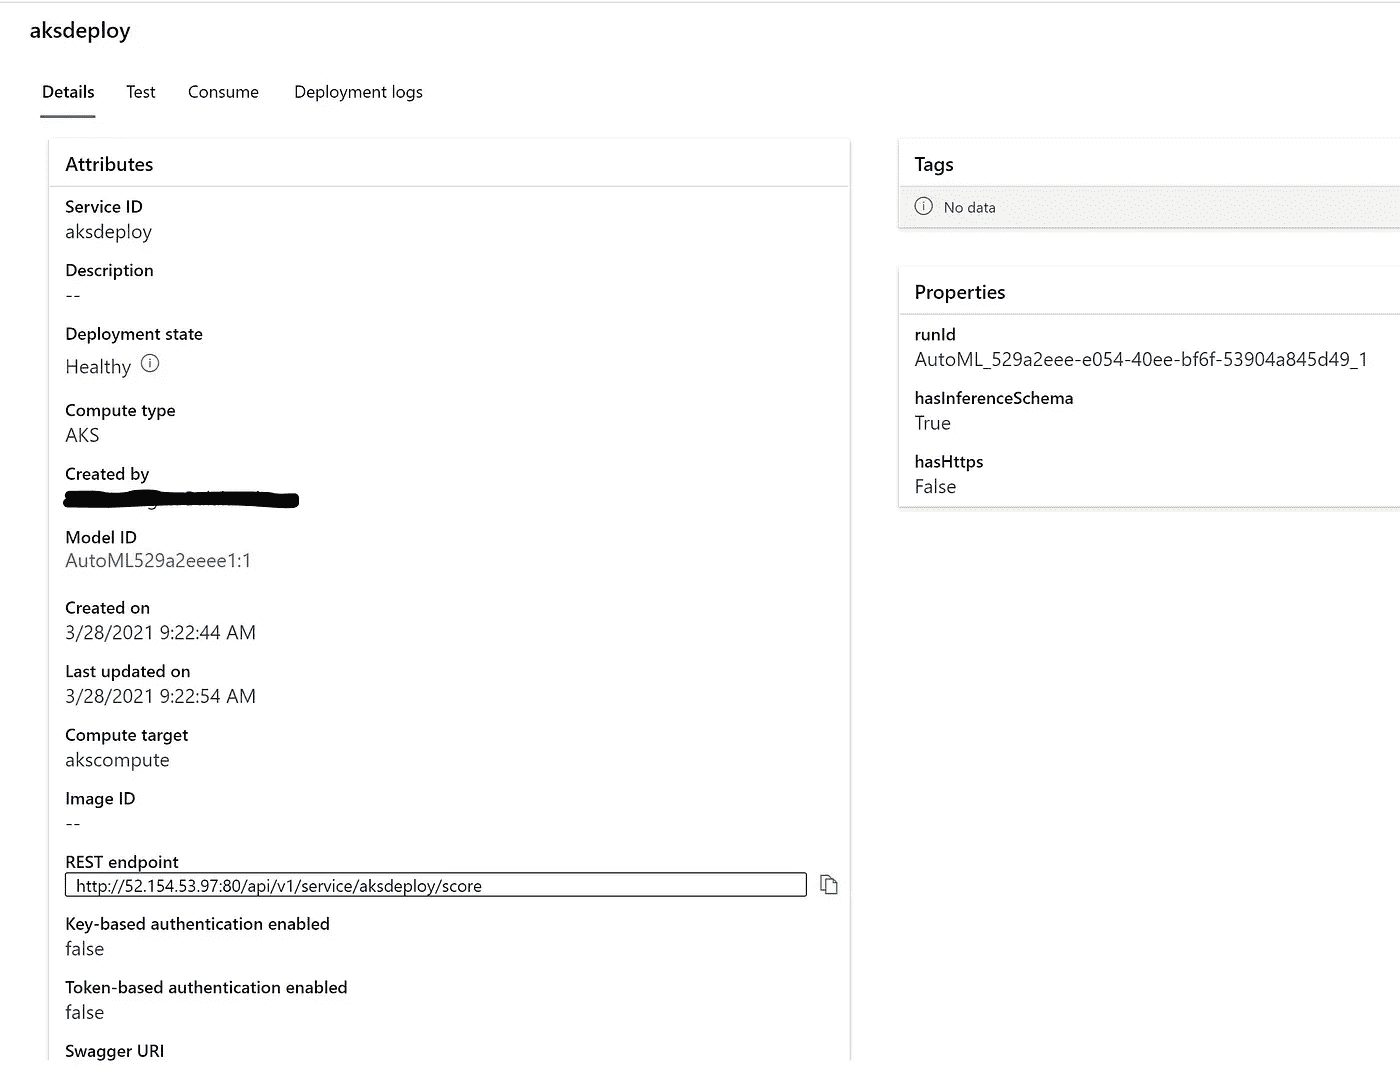 aksdeploy
Details Test Consume Deployment logs
Attributes
Service ID
aksdeploy
Description
--
Deployment state
Healthy
Compute type
AKS
Created by
Model ID
AutoML529a2eeee1:1
Created on
3/28/2021 9:22:44 AM
Last updated on
3/28/2021 9:22:54 AM
Compute target
akscompute
Image ID
--
REST endpoint
http://52.154.53.97:80/api/v1/service/aksdeploy/score
Key-based authentication enabled
false
Token-based authentication enabled
false
Swagger URI
Tags
No data
Properties
runId
AutoML_529a2eee-e054-40ee-bf6f-53904a845d49_1
hasInferenceSchema
True
hasHttps
False